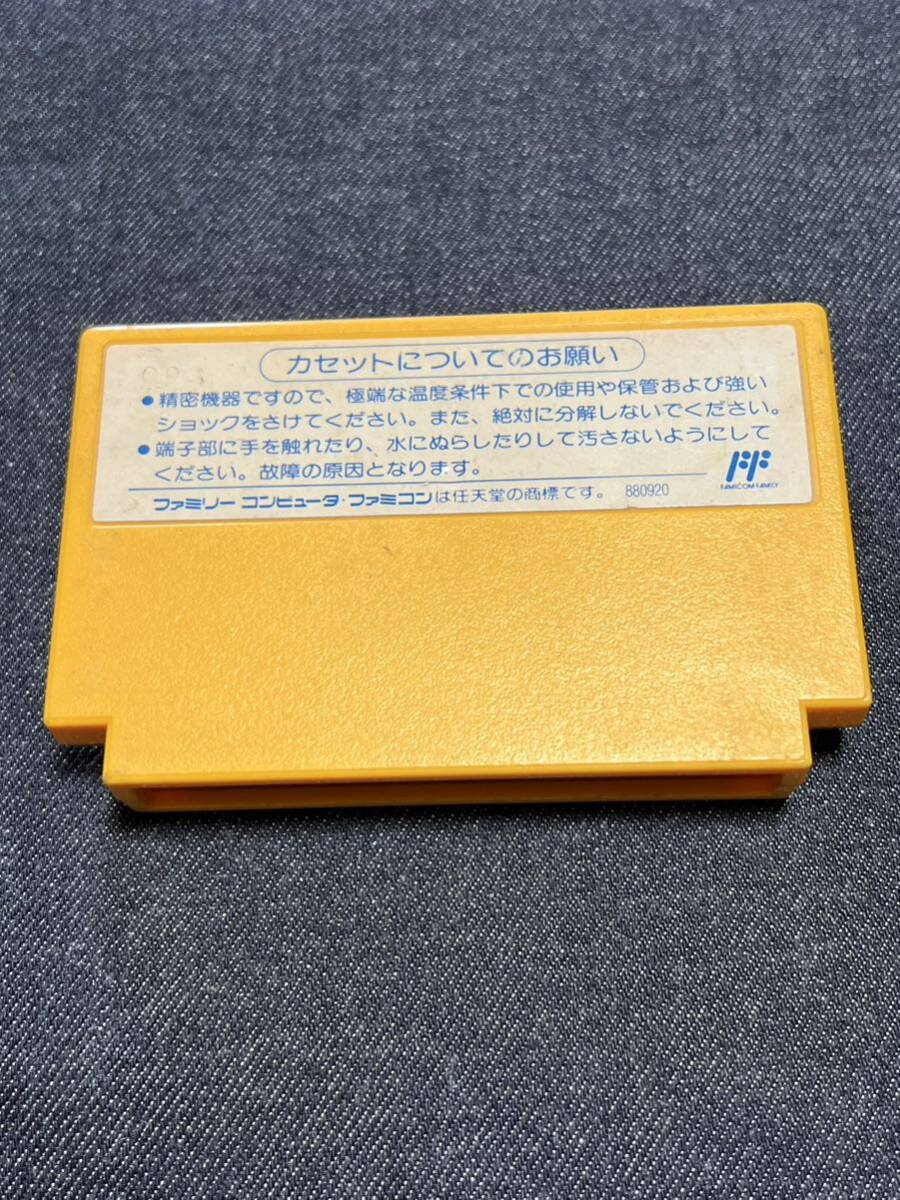 カセットについてのお願い
●精密機器ですので、極端な温度条件下での使用や保管および強い
ショックをさけてください。また、絶対に分解しないでください。
●端子部に手を触れたり、水にぬらしたりして汚さないようにして
ください。故障の原因となります。
FAMICOM FAMILY
ファミリー コンピュータ・ファミコンは任天堂の商標です。 880920